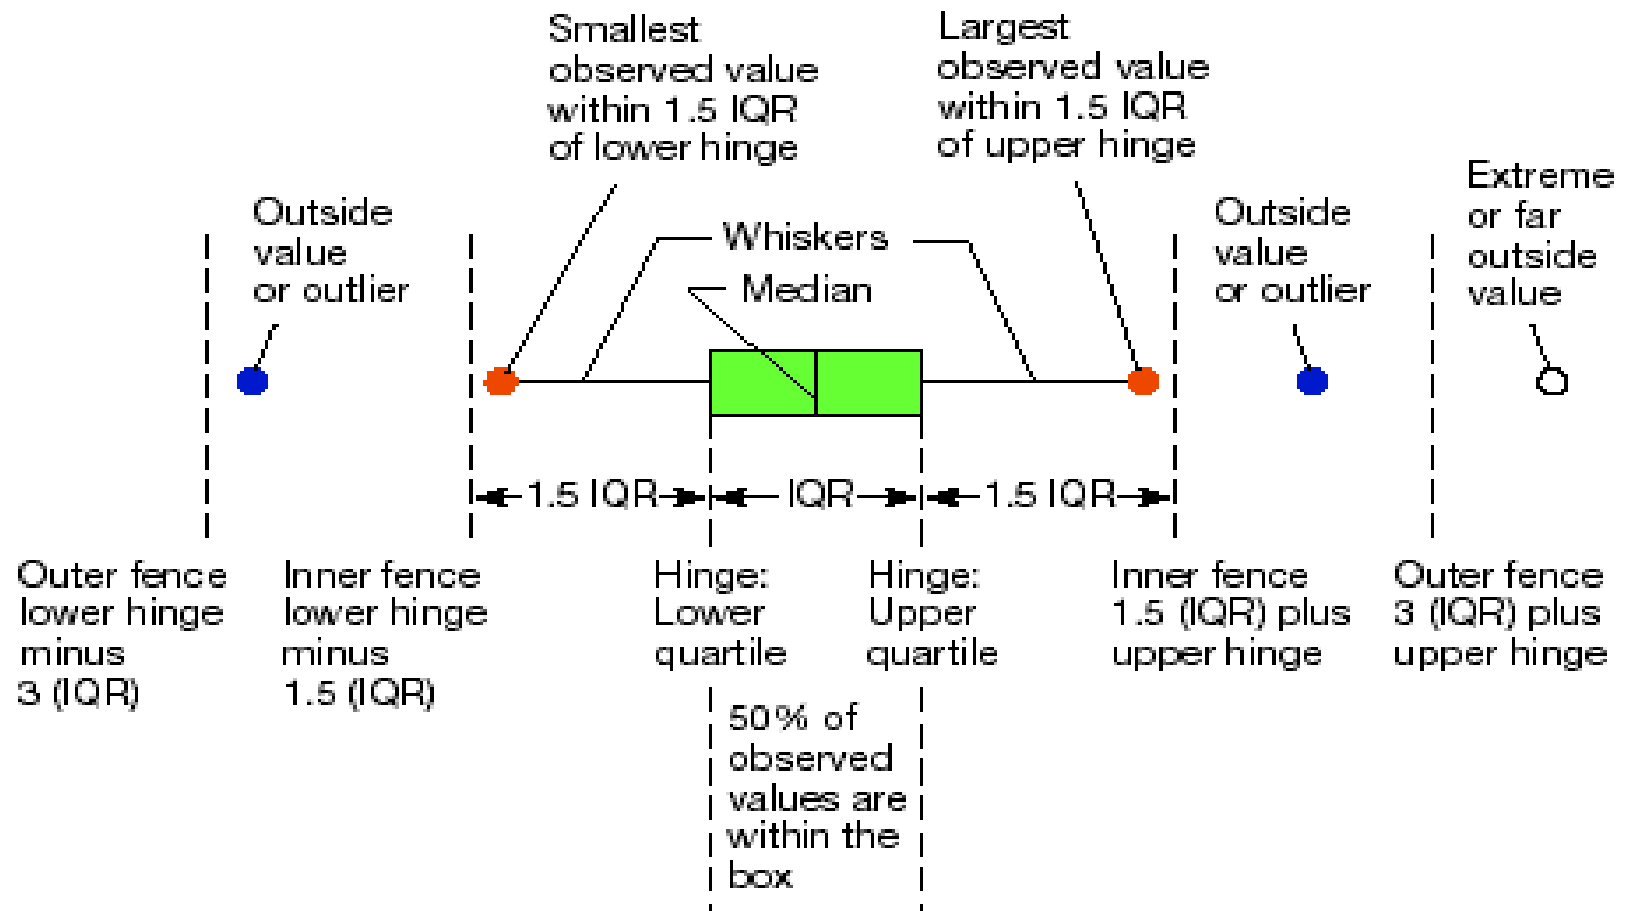 Smallest
observed value
within 1.5 IQR
of lower hinge
Largest
observed value
within 1.5 IQR
of upper hinge
Extreme
or far
outside
value
Outside
value
or outlier
Whiskers
Median
Outside
value
or outlier
1.5 IQR
IQR
1.5 IQR
Outer fence
lower hinge
minus
3 (IQR)
Inner fence
lower hinge
minus
1.5 (IQR)
Hinge:
Lower
quartile
Hinge:
Upper
quartile
Inner fence
1.5 (IQR) plus
upper hinge
Outer fence
3 (IQR) plus
upper hinge
50% of
observed
values are
within the
box